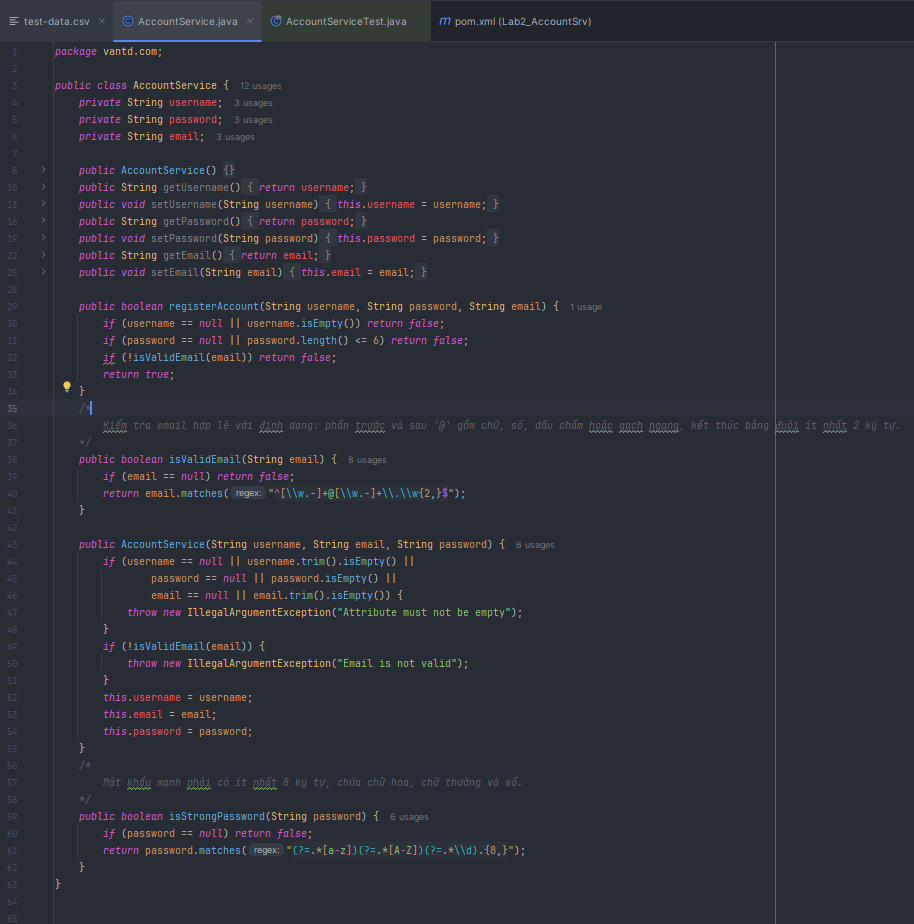 test-data.csv × AccountService.java × AccountServiceTest.java pom.xml (Lab2_AccountSrv)
1 package vantd.com;
2
3 public class AccountService { 12 usages
4 private String username; 3 usages
5 private String password; 3 usages
6 private String email; 3 usages
7
8 public AccountService() {}
10 public String getUsername() { return username; }
13 public void setUsername(String username) { this.username = username; }
16 public String getPassword() { return password; }
19 public void setPassword(String password) { this.password = password; }
22 public String getEmail() { return email; }
25 public void setEmail(String email) { this.email = email; }
28
29 public boolean registerAccount(String username, String password, String email) { 1 usage
30 if (username == null || username.isEmpty()) return false;
31 if (password == null || password.length() <= 6) return false;
32 if (!isValidEmail(email)) return false;
33 return true;
34 }
35 /*
36 Kiểm tra email hợp lệ với định dạng: phần trước và sau '@' gồm chữ, số, dấu chấm hoặc gạch ngang, kết thúc bằng đuôi ít nhất 2 ký tự.
37 */
38 public boolean isValidEmail(String email) { 8 usages
39 if (email == null) return false;
40 return email.matches( regex: "^[\\w.-]+@[\\w.-]+\\.\\w{2,}$");
41 }
42
43 public AccountService(String username, String email, String password) { 6 usages
44 if (username == null || username.trim().isEmpty() ||
45 password == null || password.isEmpty() ||
46 email == null || email.trim().isEmpty()) {
47 throw new IllegalArgumentException("Attribute must not be empty");
48 }
49 if (!isValidEmail(email)) {
50 throw new IllegalArgumentException("Email is not valid");
51 }
52 this.username = username;
53 this.email = email;
54 this.password = password;
55 }
56 /*
57 Mật khẩu mạnh phải có ít nhất 8 ký tự, chứa chữ hoa, chữ thường và số.
58 */
59 public boolean isStrongPassword(String password) { 6 usages
60 if (password == null) return false;
61 return password.matches( regex: "(?=.*[a-z])(?=.*[A-Z])(?=.*\\d).{8,}");
62 }
63 }
64
65